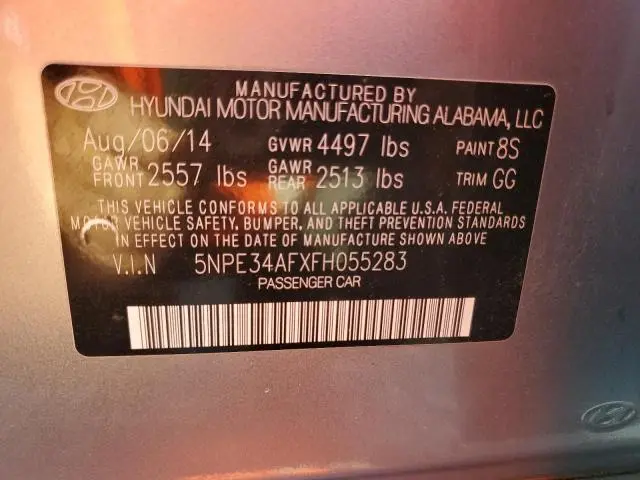 MANUFACTURED BY
HYUNDAI MOTOR MANUFACTURING ALABAMA, LLC
Aug/06/14 GVWR 4497 lbs PAINT 8S
GAWR FRONT 2557 lbs GAWR REAR 2513 lbs TRIM GG
THIS VEHICLE CONFORMS TO ALL APPLICABLE U.S.A. FEDERAL
MOTOR VEHICLE SAFETY, BUMPER, AND THEFT PREVENTION STANDARDS
IN EFFECT ON THE DATE OF MANUFACTURE SHOWN ABOVE.
V.I.N 5NPE34AFXFH055283
PASSENGER CAR